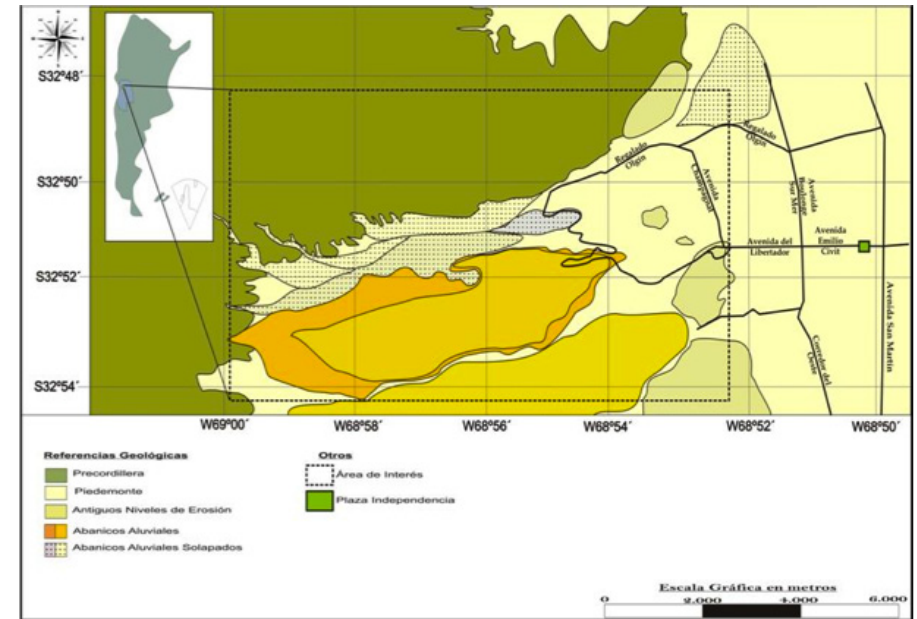 S32º48´
S32º50´
S32º52´
S32º54´
Regalado
Olgin
Regalado
Olgin
Avenida
Champagnat
Avenida
Boulonge
Sur Mer
Avenida del
Libertador
Avenida
Emilio
Civit
Avenida San Martín
Corredor del
Oeste
W69º00´
W68º58´
W68º56´
W68º54´
W68º52´
W68º50´
Referencias Geológicas
Precordillera
Piedemonte
Antiguos Niveles de Erosión
Abanicos Aluviales
Abanicos Aluviales Solapados
Otros
Área de Interés
Plaza Independencia
Escala Gráfica en metros
0 2.000 4.000 6.000